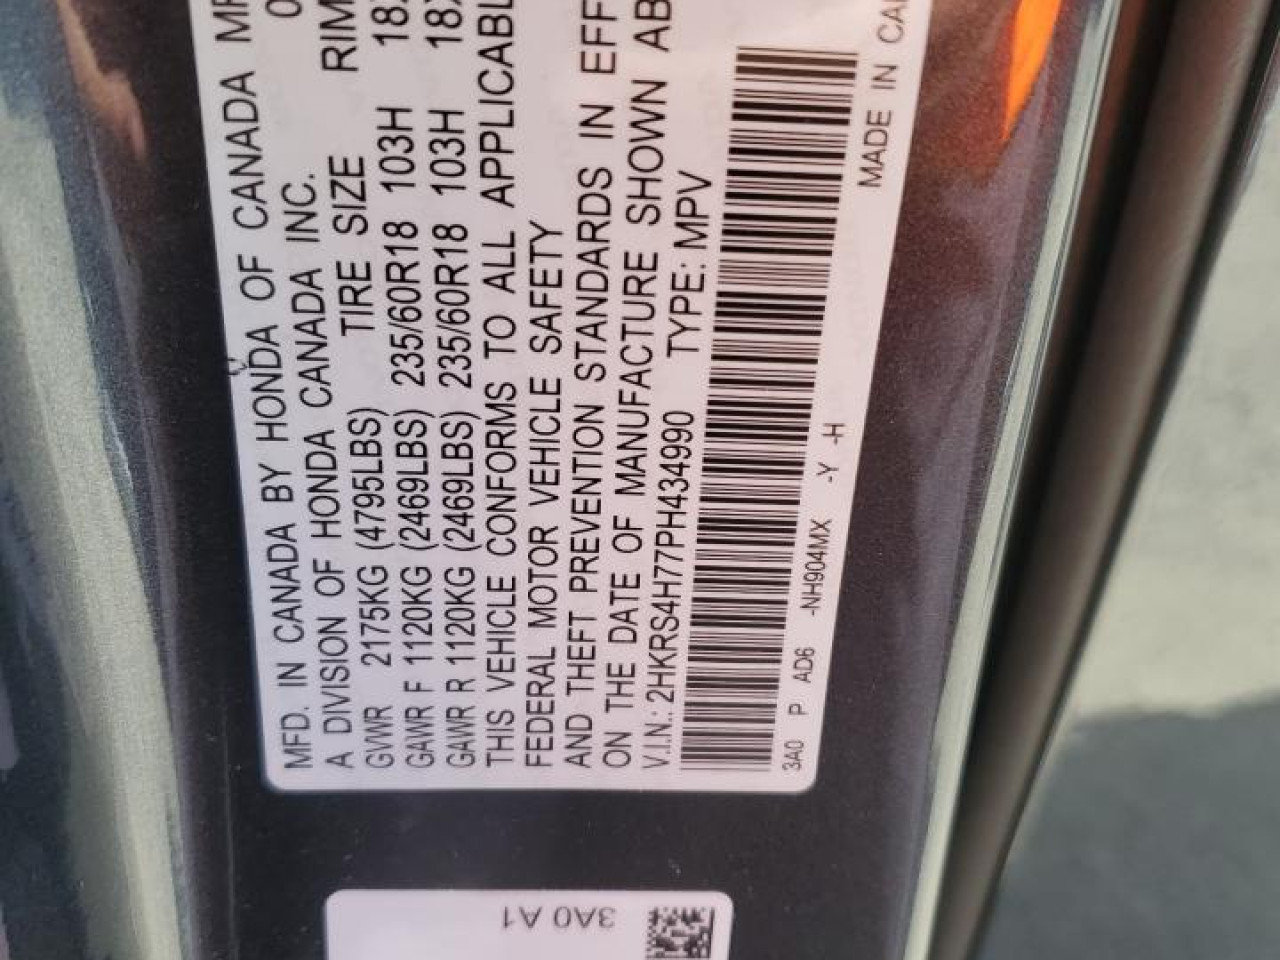 MFD. IN CANADA BY HONDA OF CANADA
A DIVISION OF HONDA CANADA INC.
TIRE SIZE RIM
GVWR 2175KG (4795LBS)
GAWR F 1120KG (2469LBS) 235/60R18 103H 18X
GAWR R 1120KG (2469LBS) 235/60R18 103H 18X
THIS VEHICLE CONFORMS TO ALL APPLICABL
FEDERAL MOTOR VEHICLE SAFETY
AND THEFT PREVENTION STANDARDS IN EFF
ON THE DATE OF MANUFACTURE SHOWN AB
V.I.N.: 2HKRS4H77PH434990 TYPE: MPV
3A0 P AD6 -NH904MX -Y -H
MADE IN CA
3A0 A1